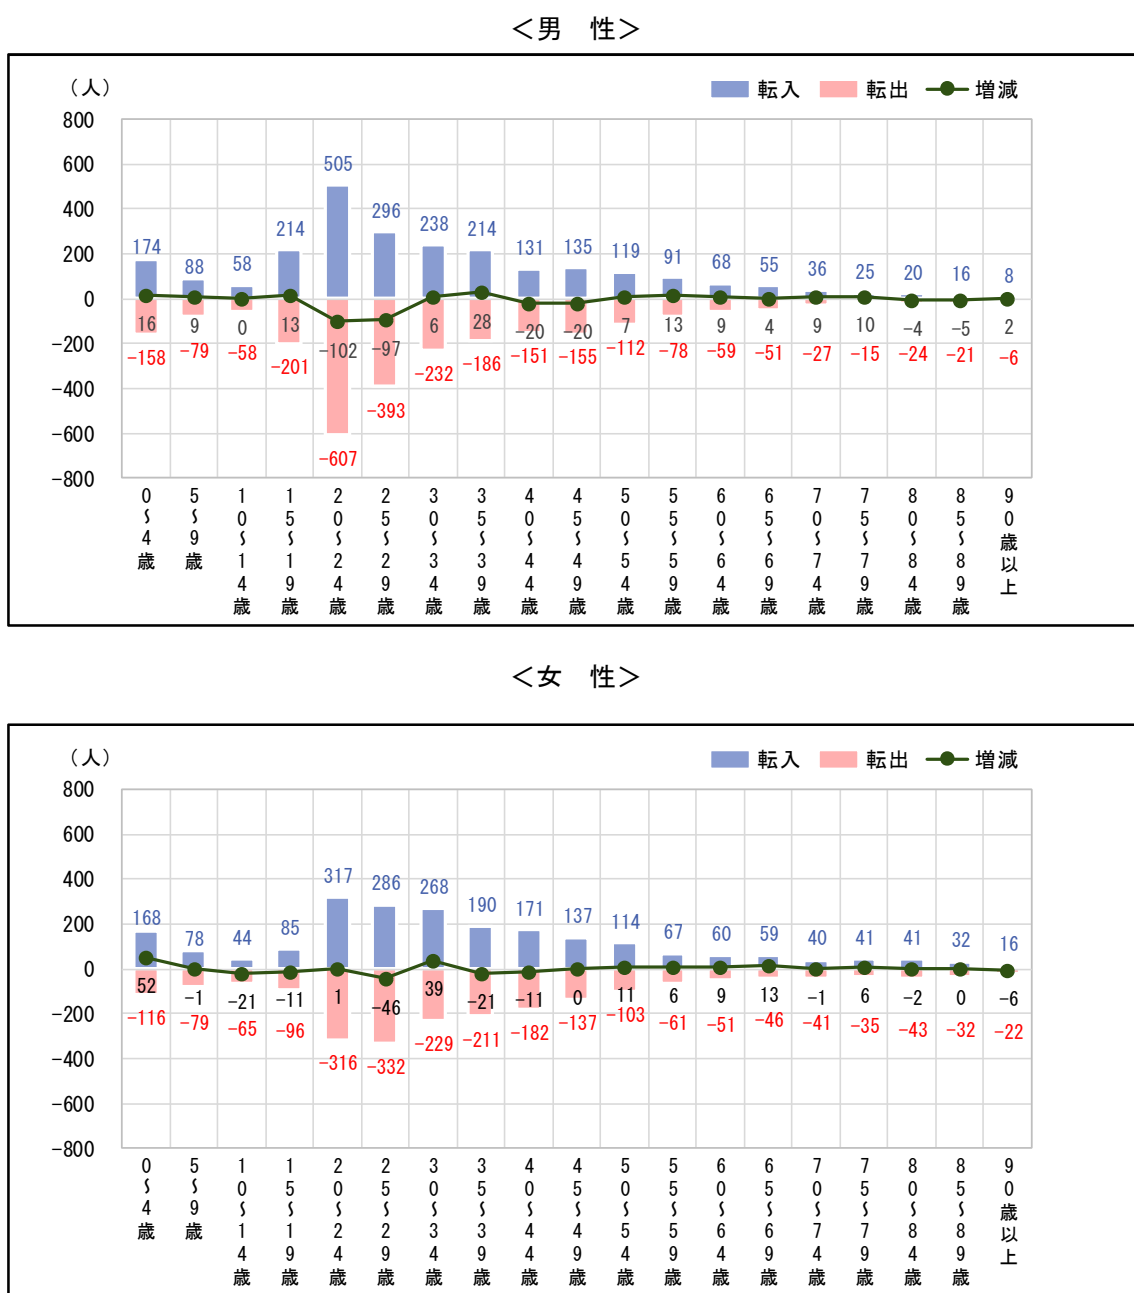 ＜男　性＞
（人）
転入 転出 増減
800
600
400
200
0
-200
-400
-600
-800
174 88 58 214 505 296 238 214 131 135 119 91 68 55 36 25 20 16 8
16 9 0 13 -102 -97 6 28 -20 -20 7 13 9 4 9 10 -4 -5 2
-158 -79 -58 -201 -607 -393 -232 -186 -151 -155 -112 -78 -59 -51 -27 -15 -24 -21 -6
0～4歳
5～9歳
10～14歳
15～19歳
20～24歳
25～29歳
30～34歳
35～39歳
40～44歳
45～49歳
50～54歳
55～59歳
60～64歳
65～69歳
70～74歳
75～79歳
80～84歳
85～89歳
90歳以上
＜女　性＞
（人）
転入 転出 増減
800
600
400
200
0
-200
-400
-600
-800
168 78 44 85 317 286 268 190 171 137 114 67 60 59 40 41 41 32 16
52 -1 -21 -11 1 -46 39 -21 -11 0 11 6 9 13 -1 6 -2 0 -6
-116 -79 -65 -96 -316 -332 -229 -211 -182 -137 -103 -61 -51 -46 -41 -35 -43 -32 -22
0～4歳
5～9歳
10～14歳
15～19歳
20～24歳
25～29歳
30～34歳
35～39歳
40～44歳
45～49歳
50～54歳
55～59歳
60～64歳
65～69歳
70～74歳
75～79歳
80～84歳
85～89歳
90歳以上